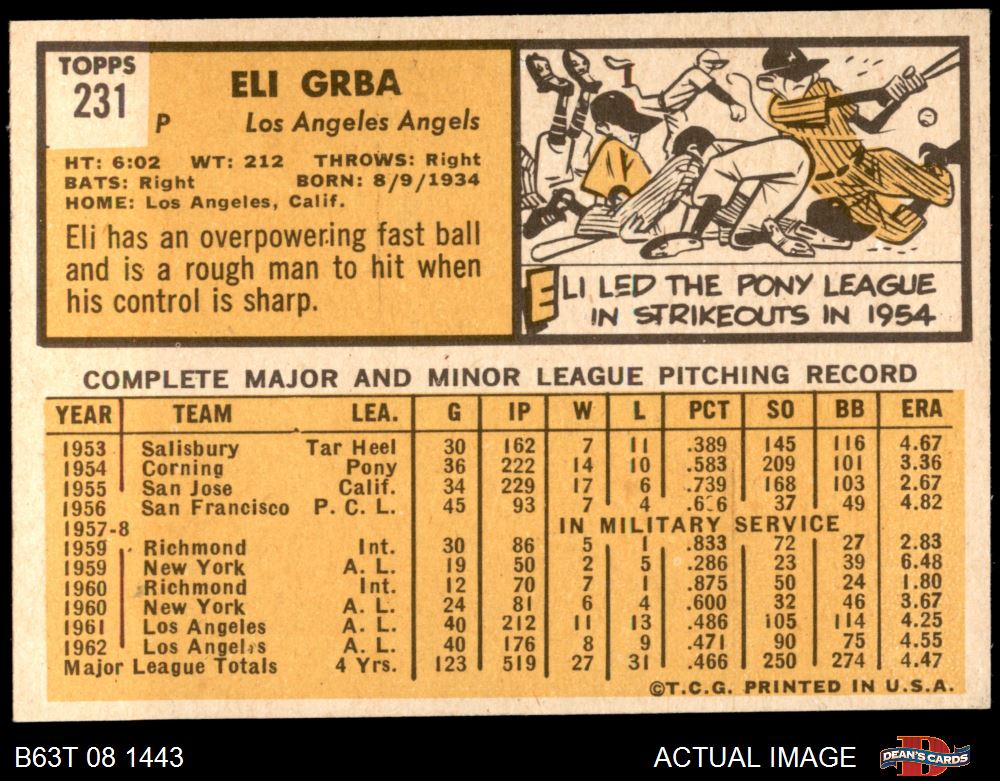 TOPPS
231
ELI GRBA
P Los Angeles Angels
HT: 6:02 WT: 212 THROWS: Right
BATS: Right BORN: 8/9/1934
HOME: Los Angeles, Calif.
Eli has an overpowering fast ball
and is a rough man to hit when
his control is sharp.
ELI LED THE PONY LEAGUE
IN STRIKEOUTS IN 1954
COMPLETE MAJOR AND MINOR LEAGUE PITCHING RECORD
YEAR TEAM LEA. G IP W L PCT SO BB ERA
1953 Salisbury Tar Heel 30 162 7 11 .389 145 116 4.67
1954 Corning Pony 36 222 14 10 .583 209 101 3.36
1955 San Jose Calif. 34 229 17 6 .739 168 103 2.67
1956 San Francisco P. C. L. 45 93 7 4 .636 37 49 4.82
1957-8 IN MILITARY SERVICE
1959 Richmond Int. 30 86 5 1 .833 72 27 2.83
1959 New York A. L. 19 50 2 5 .286 23 39 6.48
1960 Richmond Int. 12 70 7 1 .875 50 24 1.80
1960 New York A. L. 24 81 6 4 .600 32 46 3.67
1961 Los Angeles A. L. 40 212 11 13 .486 105 114 4.25
1962 Los Angeles A. L. 40 176 8 9 .471 90 75 4.55
Major League Totals 4 Yrs. 123 519 27 31 .466 250 274 4.47
©T.C.G. PRINTED IN U.S.A.
B63T 08 1443 ACTUAL IMAGE DEAN'S CARDS